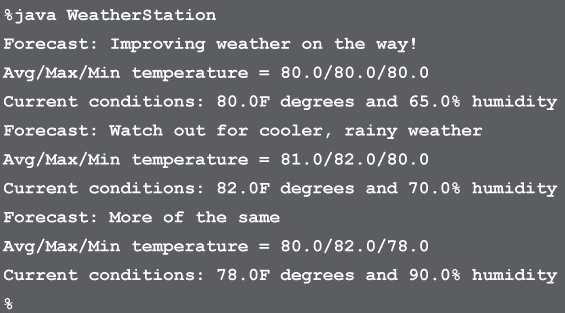 %java WeatherStation
Forecast: Improving weather on the way!
Avg/Max/Min temperature = 80.0/80.0/80.0
Current conditions: 80.0F degrees and 65.0% humidity
Forecast: Watch out for cooler, rainy weather
Avg/Max/Min temperature = 81.0/82.0/80.0
Current conditions: 82.0F degrees and 70.0% humidity
Forecast: More of the same
Avg/Max/Min temperature = 80.0/82.0/78.0
Current conditions: 78.0F degrees and 90.0% humidity
%